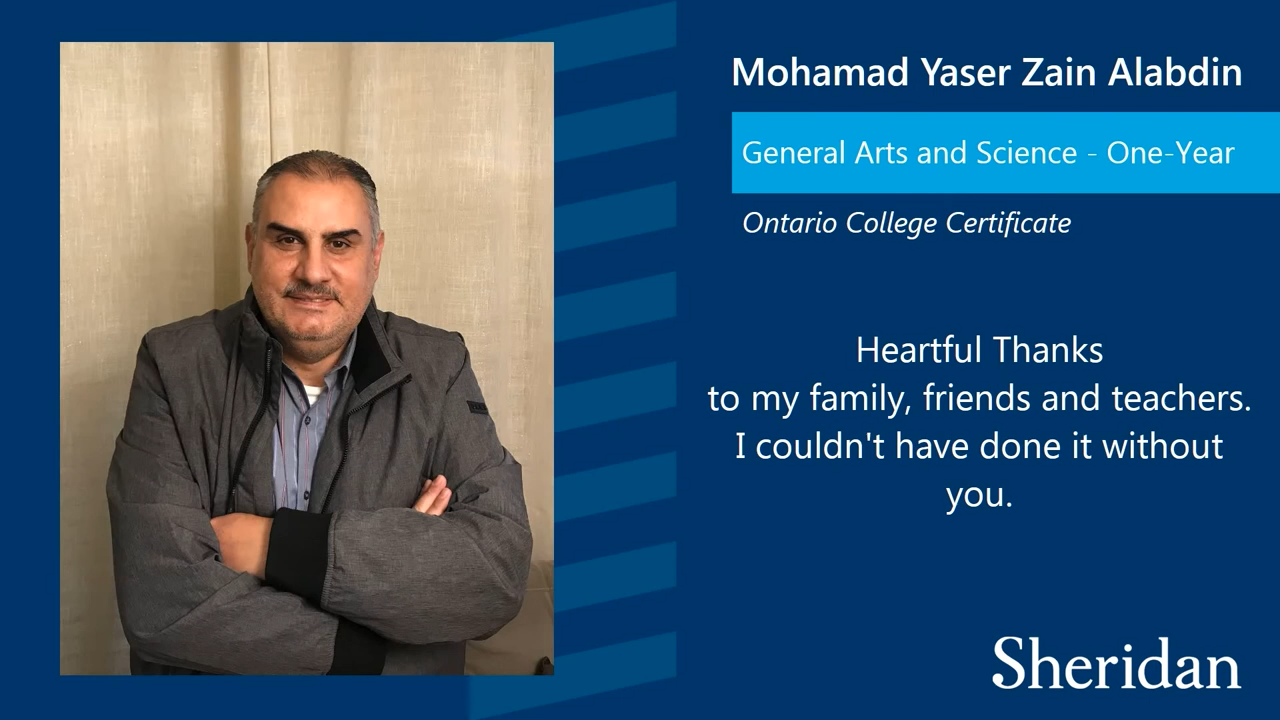 Mohamad Yaser Zain Alabdin
General Arts and Science - One-Year
Ontario College Certificate
Heartful Thanks
to my family, friends and teachers.
I couldn't have done it without
you.
Sheridan